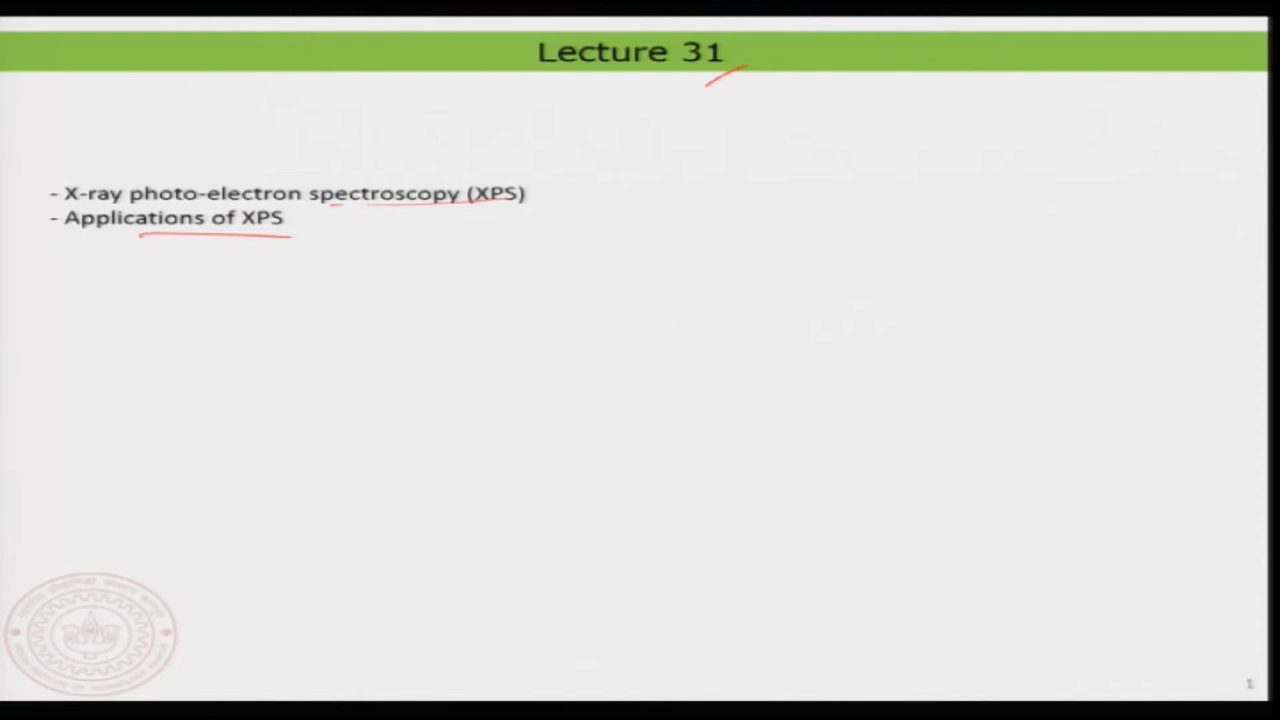 Lecture 31
- X-ray photo-electron spectroscopy (XPS)
- Applications of XPS
1